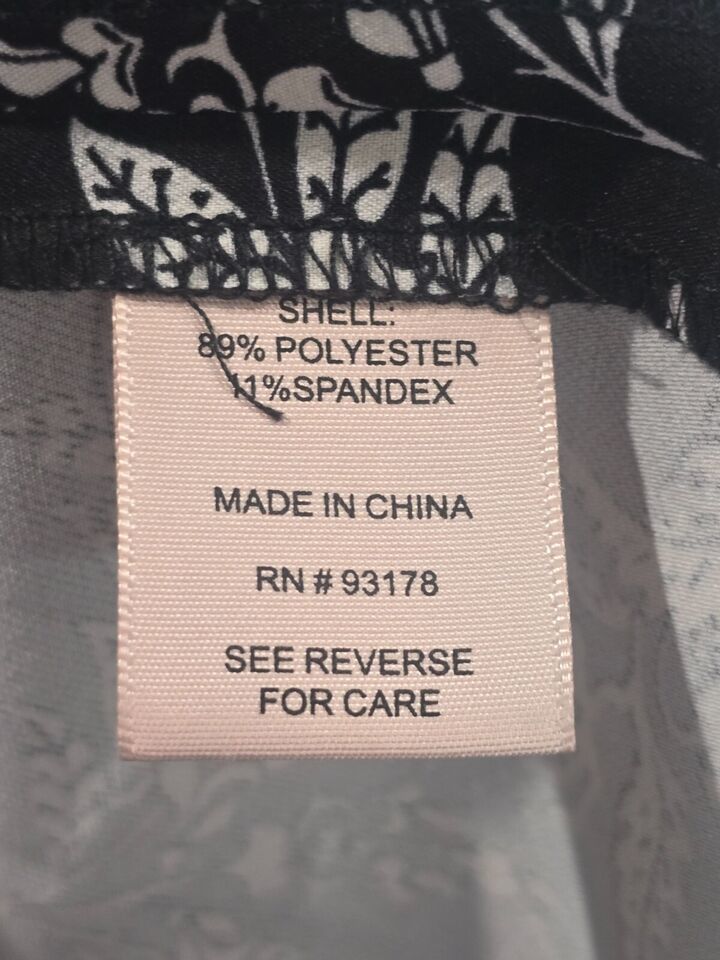 SHELL:
89% POLYESTER
11%SPANDEX
MADE IN CHINA
RN # 93178
SEE REVERSE
FOR CARE